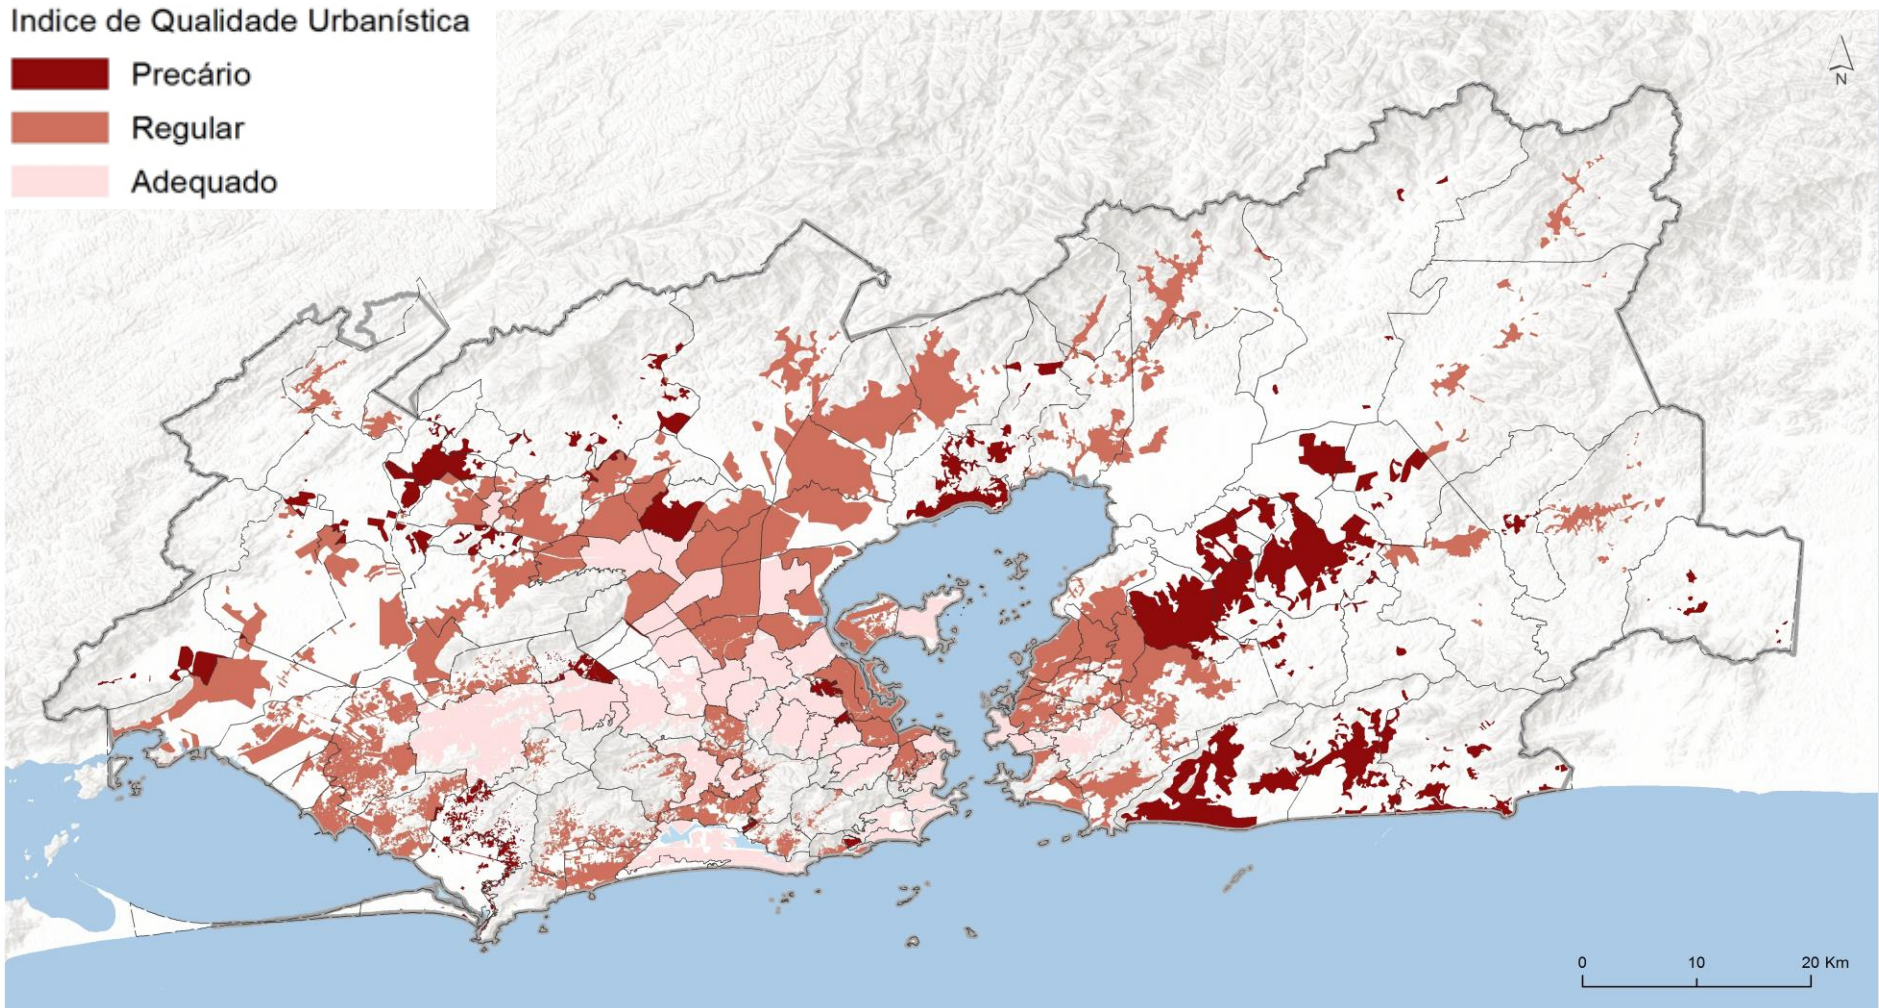 Indice de Qualidade Urbanística
Precário
Regular
Adequado
N
0 10 20 Km